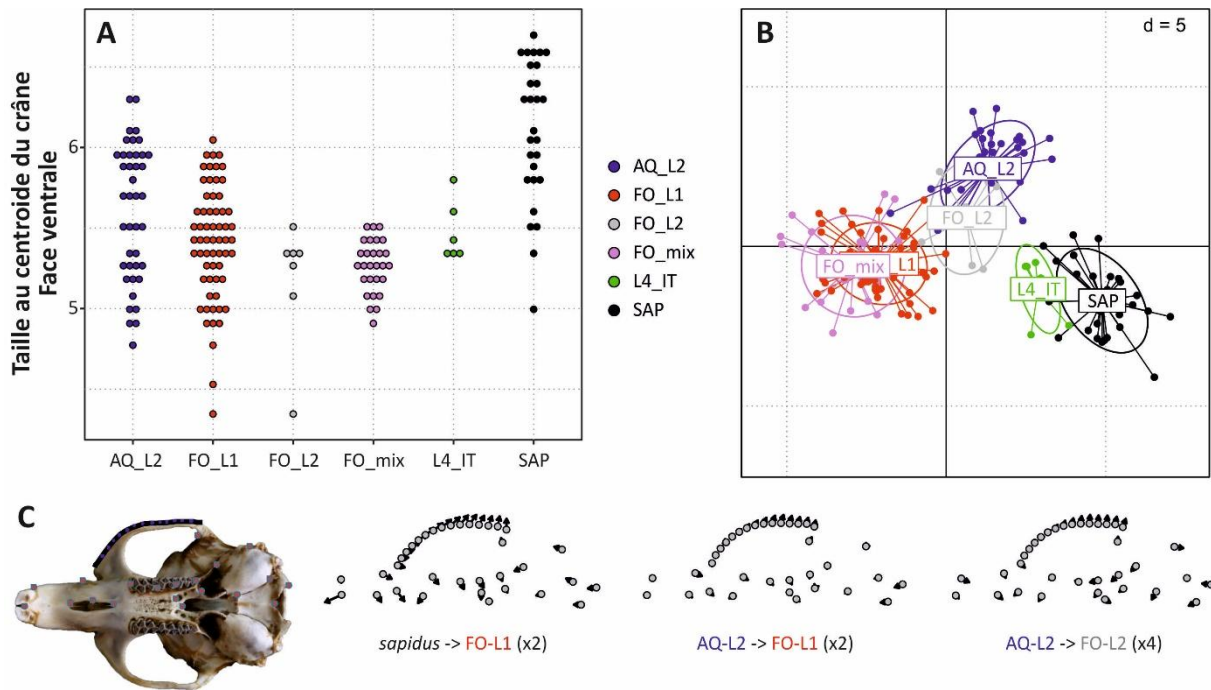 A
Taille au centroide du crâne
Face ventrale
6
5
AQ_L2
FO_L1
FO_L2
FO_mix
L4_IT
SAP
AQ_L2
FO_L1
FO_L2
FO_mix
L4_IT
SAP
B
d = 5
AQ_L2
FO_L2
FO_mix
L1
L4_IT
SAP
C
sapidus -> FO-L1 (x2)
AQ-L2 -> FO-L1 (x2)
AQ-L2 -> FO-L2 (x4)